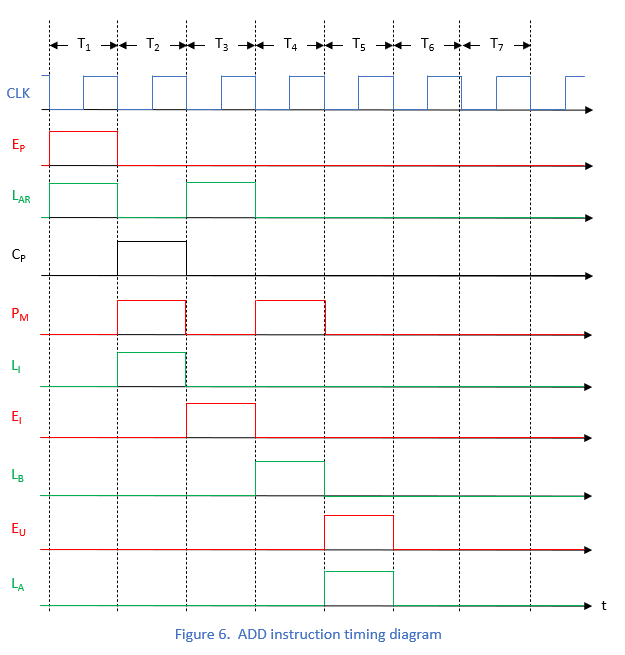 T1 T2 T3 T4 T5 T6 T7
CLK
EP
LAR
CP
PM
LI
EI
LB
EU
LA
t
Figure 6. ADD instruction timing diagram